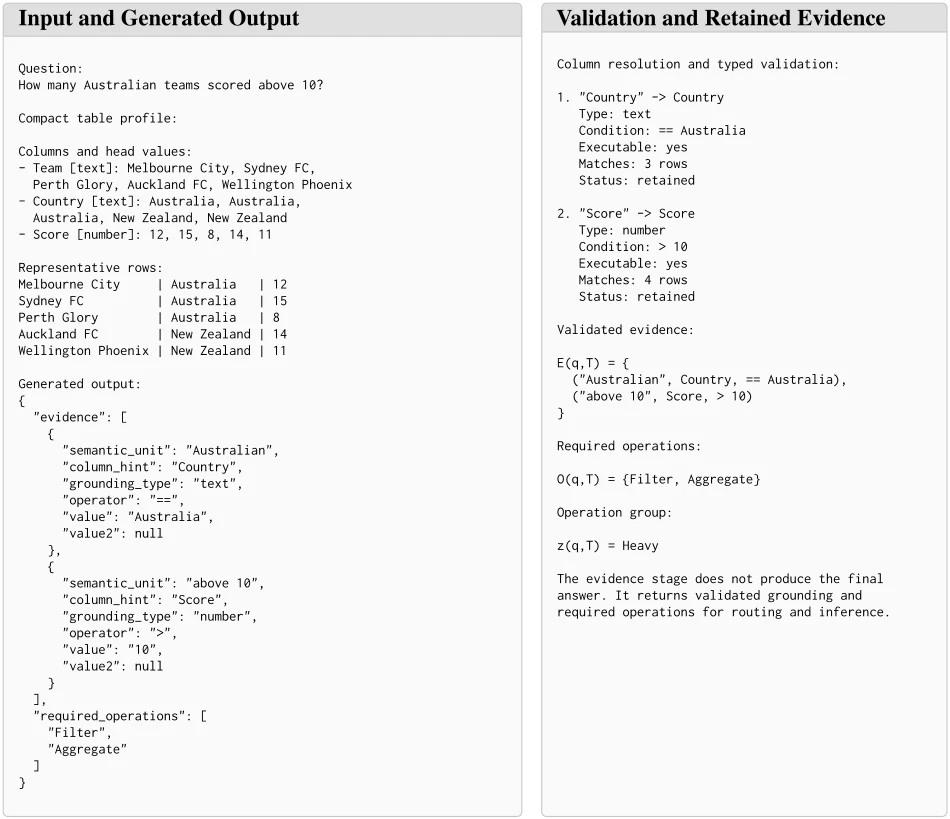 Input and Generated Output
Question:
How many Australian teams scored above 10?
Compact table profile:
Columns and head values:
- Team [text]: Melbourne City, Sydney FC,
Perth Glory, Auckland FC, Wellington Phoenix
- Country [text]: Australia, Australia,
Australia, New Zealand, New Zealand
- Score [number]: 12, 15, 8, 14, 11
Representative rows:
Melbourne City | Australia | 12
Sydney FC | Australia | 15
Perth Glory | Australia | 8
Auckland FC | New Zealand | 14
Wellington Phoenix | New Zealand | 11
Generated output:
{
"evidence": [
{
"semantic_unit": "Australian",
"column_hint": "Country",
"grounding_type": "text",
"operator": "==",
"value": "Australia",
"value2": null
},
{
"semantic_unit": "above 10",
"column_hint": "Score",
"grounding_type": "number",
"operator": ">",
"value": "10",
"value2": null
}
],
"required_operations": [
"Filter",
"Aggregate"
]
}
Validation and Retained Evidence
Column resolution and typed validation:
1. "Country" -> Country
Type: text
Condition: == Australia
Executable: yes
Matches: 3 rows
Status: retained
2. "Score" -> Score
Type: number
Condition: > 10
Executable: yes
Matches: 4 rows
Status: retained
Validated evidence:
E(q,T) = {
("Australian", Country, == Australia),
("above 10", Score, > 10)
}
Required operations:
O(q,T) = {Filter, Aggregate}
Operation group:
z(q,T) = Heavy
The evidence stage does not produce the final
answer. It returns validated grounding and
required operations for routing and inference.